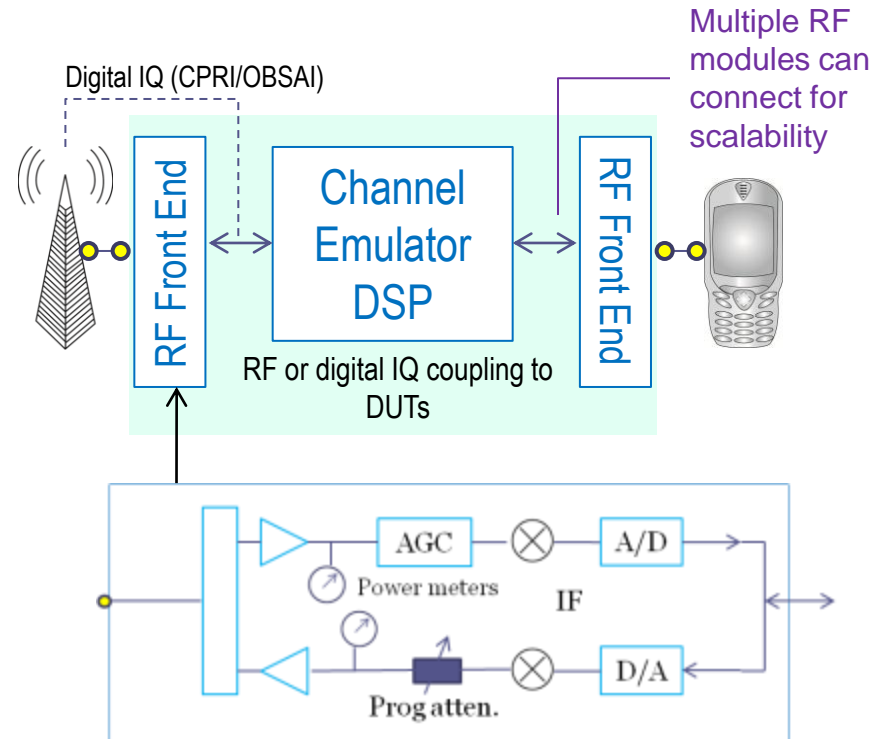 Multiple RF
modules can
connect for
scalability
Digital IQ (CPRI/OBSAI)
RF Front End
Channel
Emulator
DSP
RF Front End
RF or digital IQ coupling to
DUTs
AGC
A/D
Power meters
IF
D/A
Prog atten.